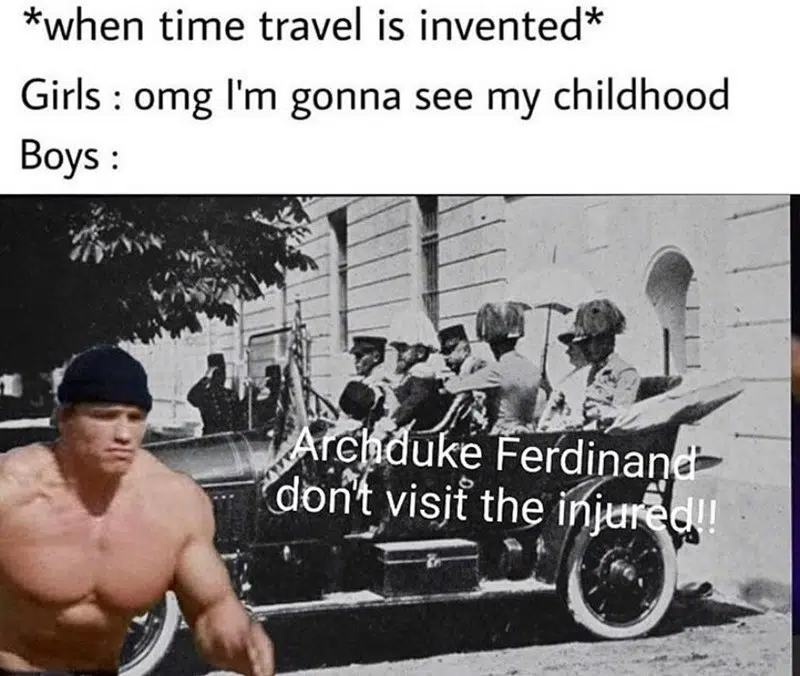 *when time travel is invented*
Girls : omg I'm gonna see my childhood
Boys :
Archduke Ferdinand
don't visit the injured!!